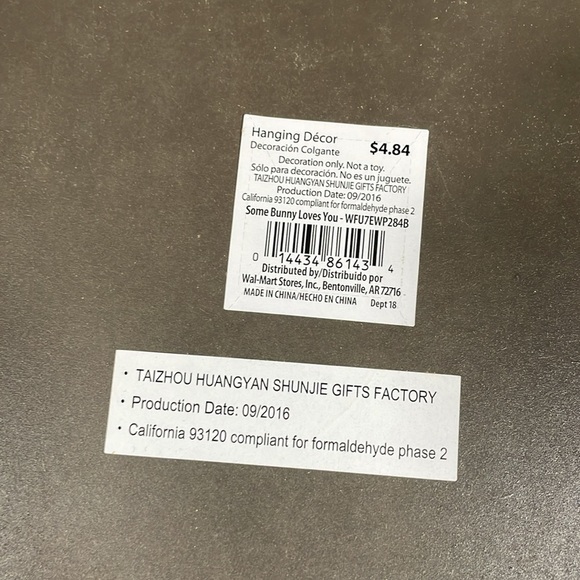 Hanging Décor
Decoración Colgante
$4.84
Decoration only. Not a toy.
Sólo para decoración. No es un juguete.
TAIZHOU HUANGYAN SHUNJIE GIFTS FACTORY
Production Date: 09/2016
California 93120 compliant for formaldehyde phase 2
Some Bunny Loves You - WFU7EWP284B
0 14434 86143 4
Distributed by/Distribuido por
Wal-Mart Stores, Inc., Bentonville, AR 72716
MADE IN CHINA/HECHO EN CHINA Dept 18
• TAIZHOU HUANGYAN SHUNJIE GIFTS FACTORY
• Production Date: 09/2016
• California 93120 compliant for formaldehyde phase 2